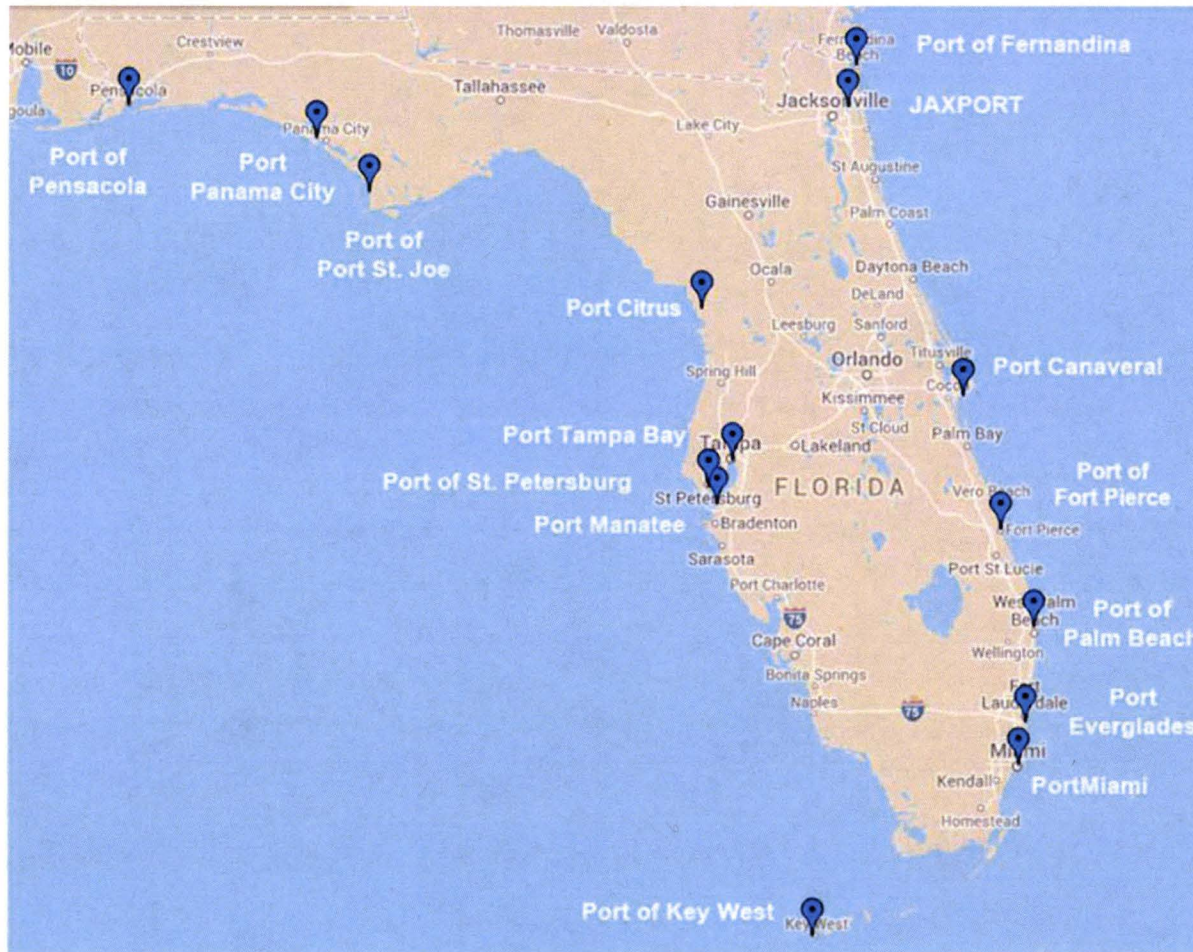 Thomasville
Valdosta
Fernandina
Beach
Port of Fernandina
Mobile
Crestview
10
Pensacola
Tallahassee
Jacksonville
JAXPORT
Panama City
Lake City
Port of
Pensacola
Port
Panama City
St Augustine
Gainesville
Palm Coast
Port of
Port St. Joe
Ocala
Daytona Beach
DeLand
Port Citrus
Leesburg
Sanford
Titusville
Orlando
Port Canaveral
Spring Hill
Cocoa
Kissimmee
St Cloud
Port Tampa Bay
Tampa
Lakeland
Palm Bay
Port of St. Petersburg
St Petersburg
FLORIDA
Vero Beach
Port of
Fort Pierce
Port Manatee
Bradenton
Fort Pierce
Sarasota
Port St Lucie
Port Charlotte
75
West Palm
Beach
Port of
Palm Beach
Cape Coral
Wellington
Bonita Springs
Naples
75
Fort
Lauderdale
Port
Everglades
Miami
Kendall
PortMiami
Homestead
Port of Key West
Key West